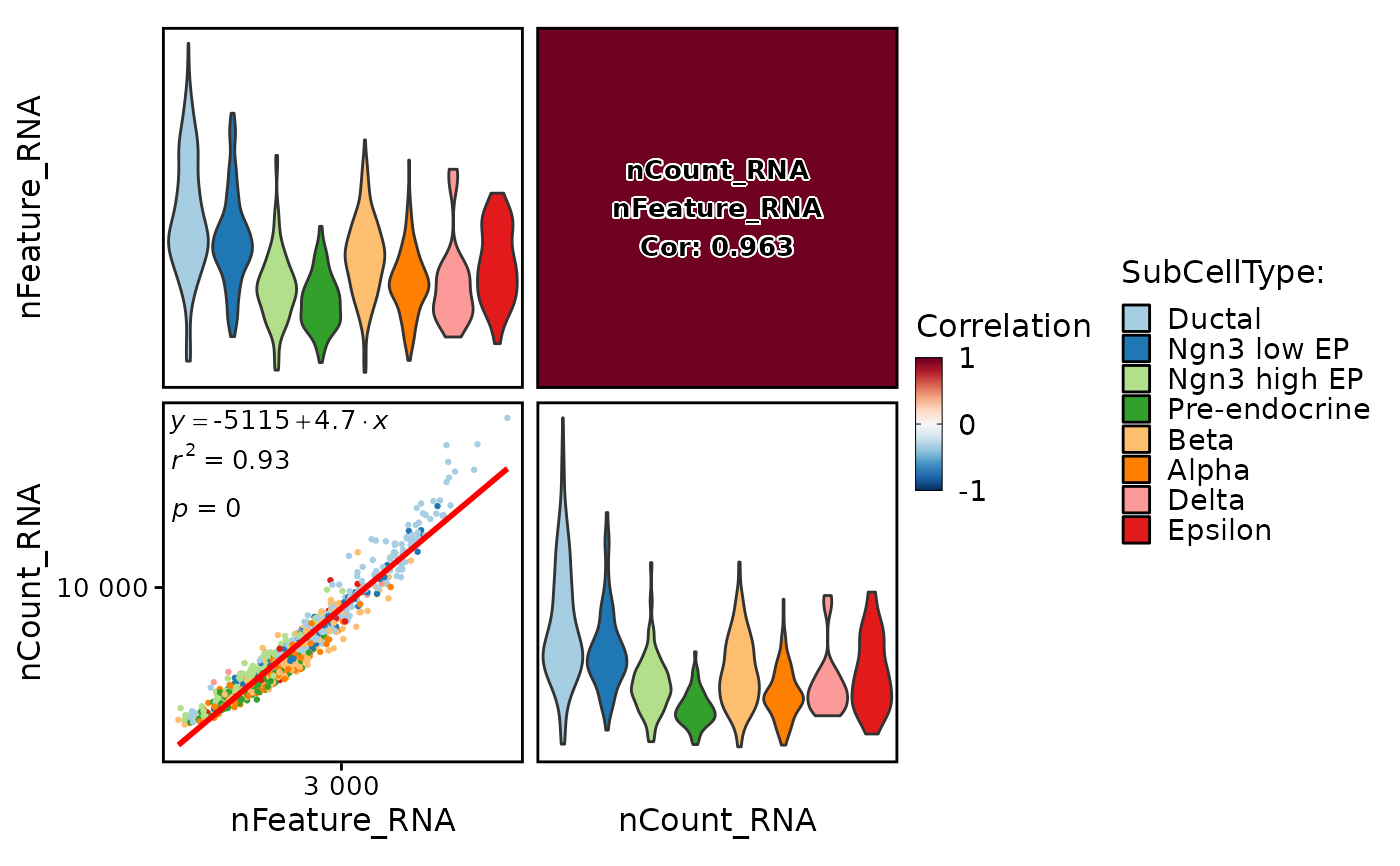 nFeature_RNA
nCount_RNA
nFeature_RNA
Cor: 0.963
y = -5115 + 4.7 · x
r² = 0.93
p = 0
nCount_RNA
10 000
3 000
nFeature_RNA
nCount_RNA
Correlation
1
0
-1
SubCellType:
Ductal
Ngn3 low EP
Ngn3 high EP
Pre-endocrine
Beta
Alpha
Delta
Epsilon